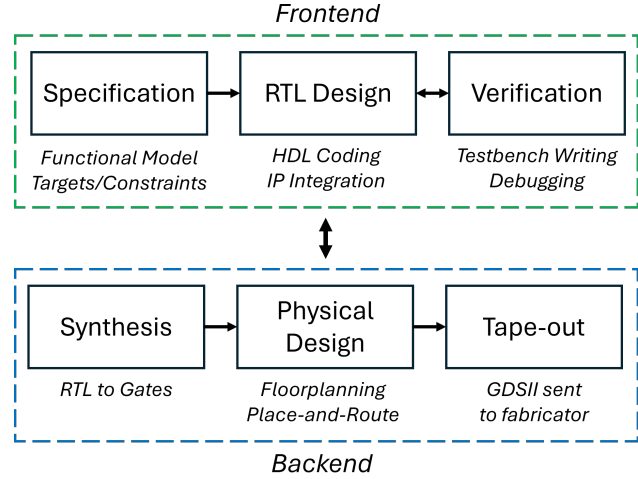 Frontend
Specification
RTL Design
Verification
Functional Model
Targets/Constraints
HDL Coding
IP Integration
Testbench Writing
Debugging
Synthesis
Physical
Design
Tape-out
RTL to Gates
Floorplanning
Place-and-Route
GDSII sent
to fabricator
Backend